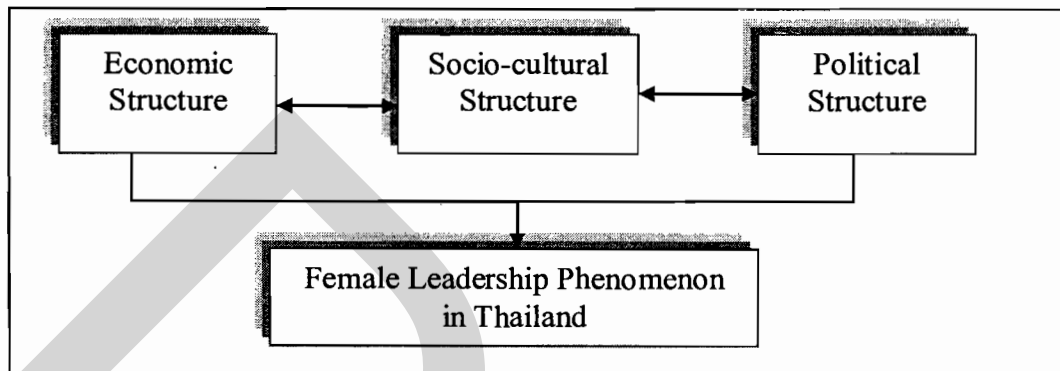 Economic
Structure
Socio-cultural
Structure
Political
Structure
Female Leadership Phenomenon
in Thailand